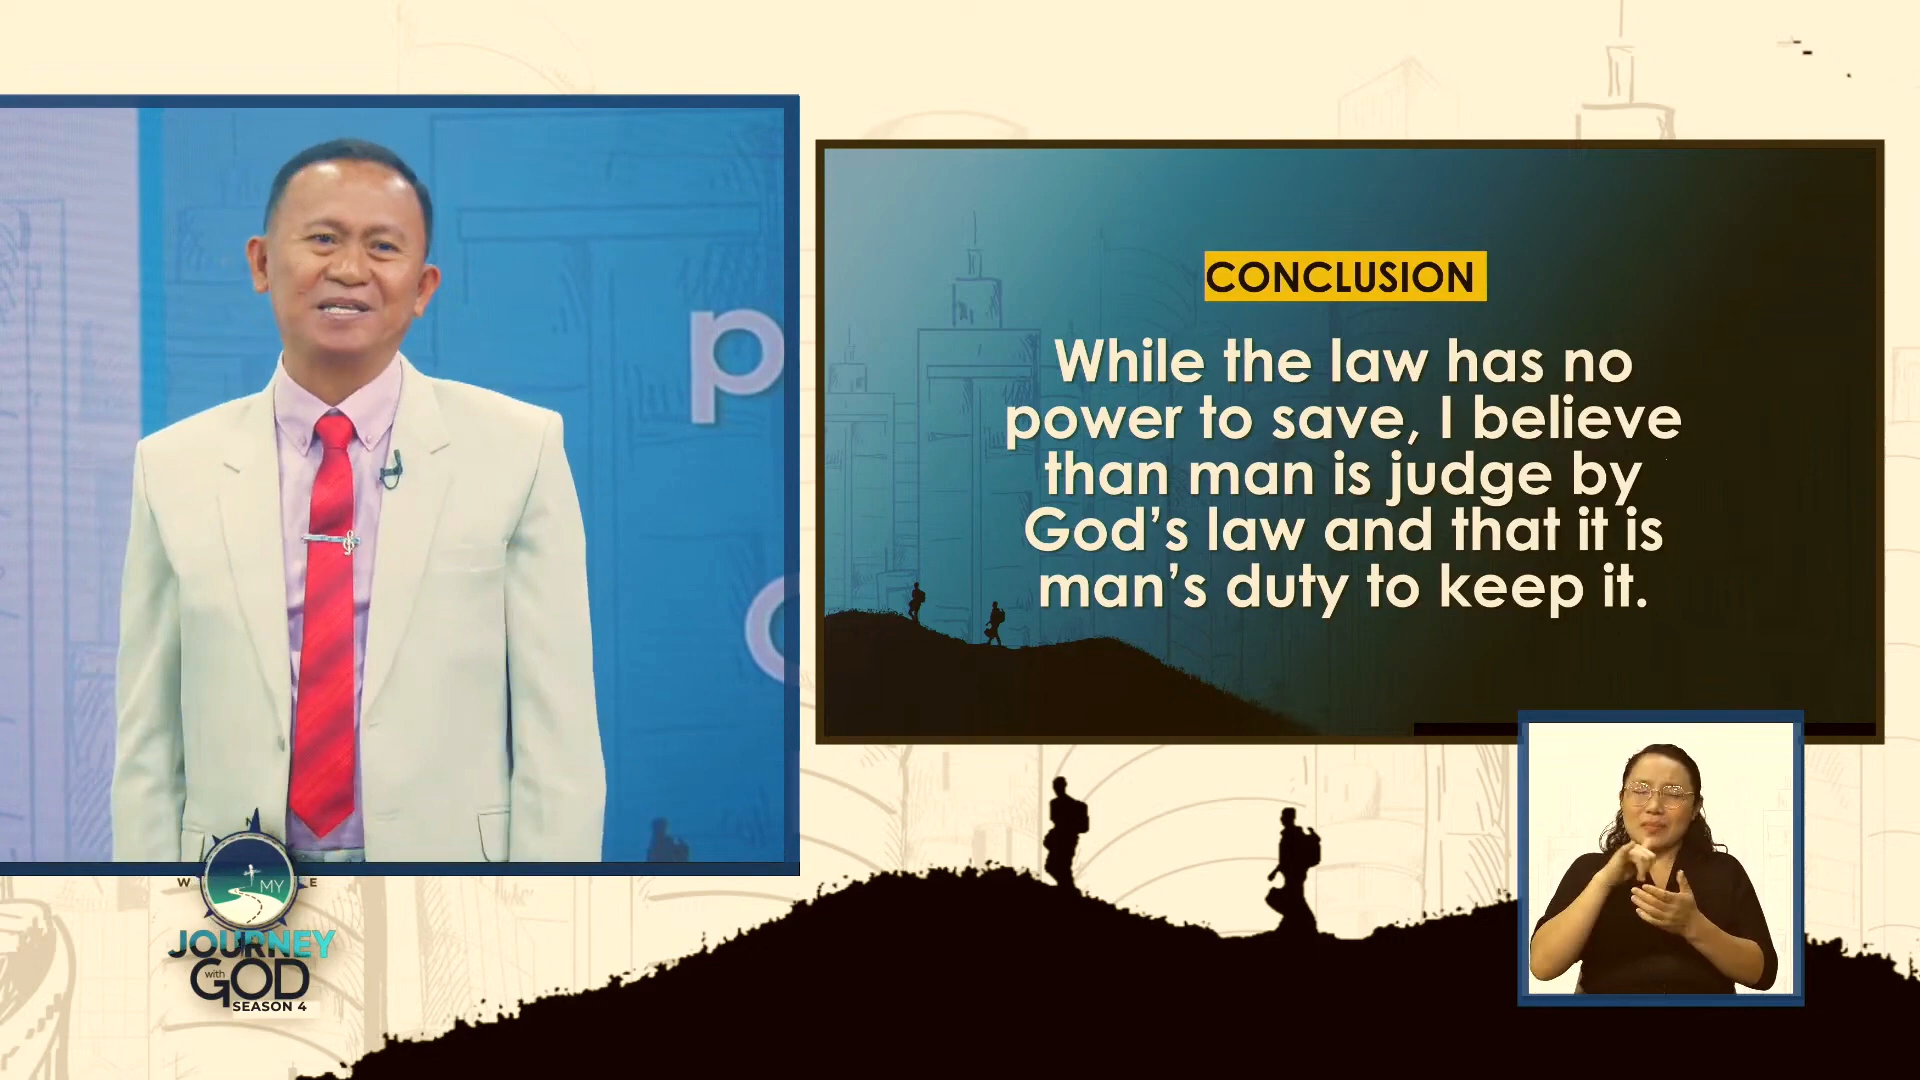 p
CONCLUSION
While the law has no
power to save, I believe
than man is judge by
God's law and that it is
man's duty to keep it.
N
W
E
MY
JOURNEY
with
GOD
SEASON 4